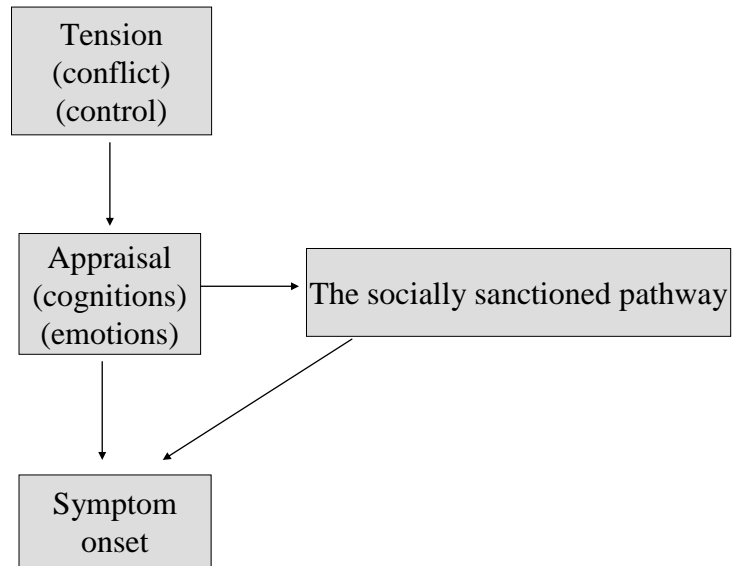 Tension
(conflict)
(control)
Appraisal
(cognitions)
(emotions)
The socially sanctioned pathway
Symptom
onset